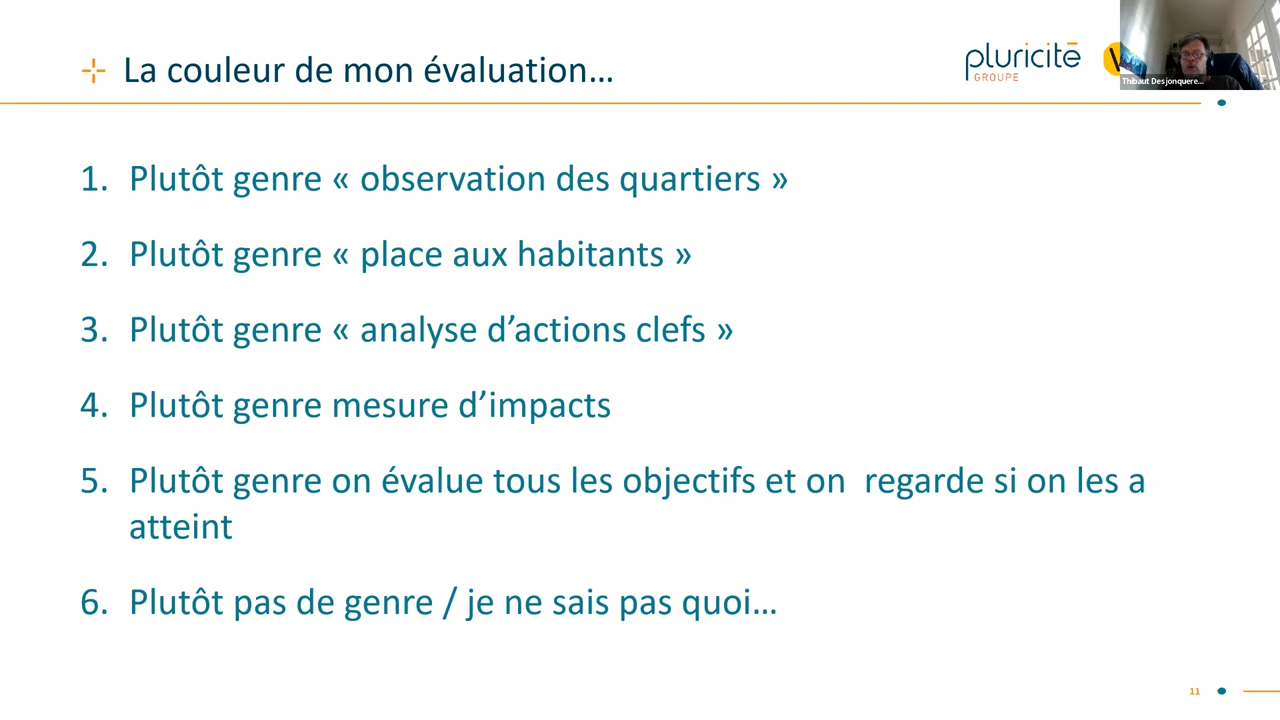 La couleur de mon évaluation…
pluricité
GROUPE
Thibaut Desjonquere...
1. Plutôt genre « observation des quartiers »
2. Plutôt genre « place aux habitants »
3. Plutôt genre « analyse d’actions clefs »
4. Plutôt genre mesure d’impacts
5. Plutôt genre on évalue tous les objectifs et on  regarde si on les a
atteint
6. Plutôt pas de genre / je ne sais pas quoi…
11